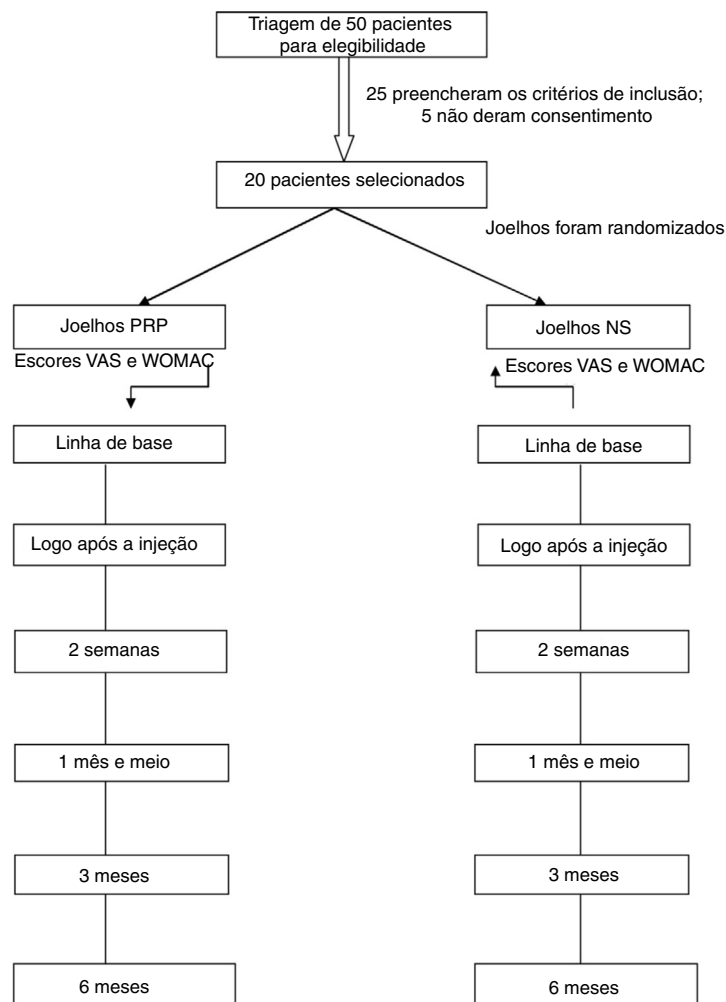 Triagem de 50 pacientes
para elegibilidade
25 preencheram os critérios de inclusão;
5 não deram consentimento
20 pacientes selecionados
Joelhos foram randomizados
Joelhos PRP
Escores VAS e WOMAC
Linha de base
Logo após a injeção
2 semanas
1 mês e meio
3 meses
6 meses
Joelhos NS
Escores VAS e WOMAC
Linha de base
Logo após a injeção
2 semanas
1 mês e meio
3 meses
6 meses